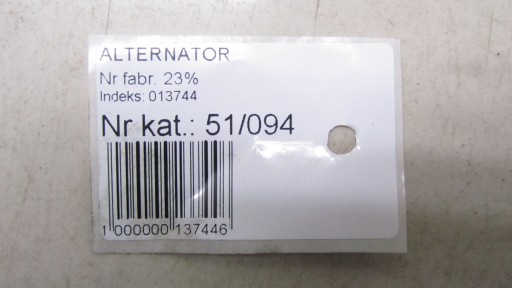 ALTERNATOR
Nr fabr. 23%
Indeks: 013744
Nr kat.: 51/094
1 000000 137446